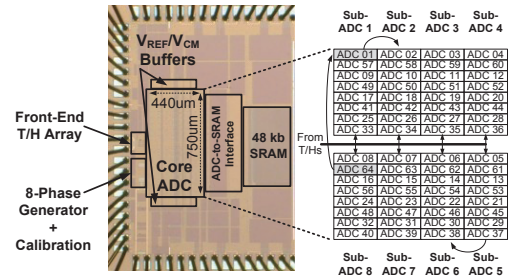 V_REF/V_CM
Buffers
440um
750um
Front-End
T/H Array
8-Phase
Generator
+
Calibration
Core
ADC
ADC-to-SRAM
Interface
48 kb
SRAM
Sub-
ADC 1
Sub-
ADC 2
Sub-
ADC 3
Sub-
ADC 4
ADC 01 ADC 02 ADC 03 ADC 04
ADC 57 ADC 58 ADC 59 ADC 60
ADC 09 ADC 10 ADC 11 ADC 12
ADC 49 ADC 50 ADC 51 ADC 52
ADC 17 ADC 18 ADC 19 ADC 20
ADC 41 ADC 42 ADC 43 ADC 44
ADC 25 ADC 26 ADC 27 ADC 28
ADC 33 ADC 34 ADC 35 ADC 36
From
T/Hs
ADC 08 ADC 07 ADC 06 ADC 05
ADC 64 ADC 63 ADC 62 ADC 61
ADC 16 ADC 15 ADC 14 ADC 13
ADC 56 ADC 55 ADC 54 ADC 53
ADC 24 ADC 23 ADC 22 ADC 21
ADC 48 ADC 47 ADC 46 ADC 45
ADC 32 ADC 31 ADC 30 ADC 29
ADC 40 ADC 39 ADC 38 ADC 37
Sub-
ADC 8
Sub-
ADC 7
Sub-
ADC 6
Sub-
ADC 5